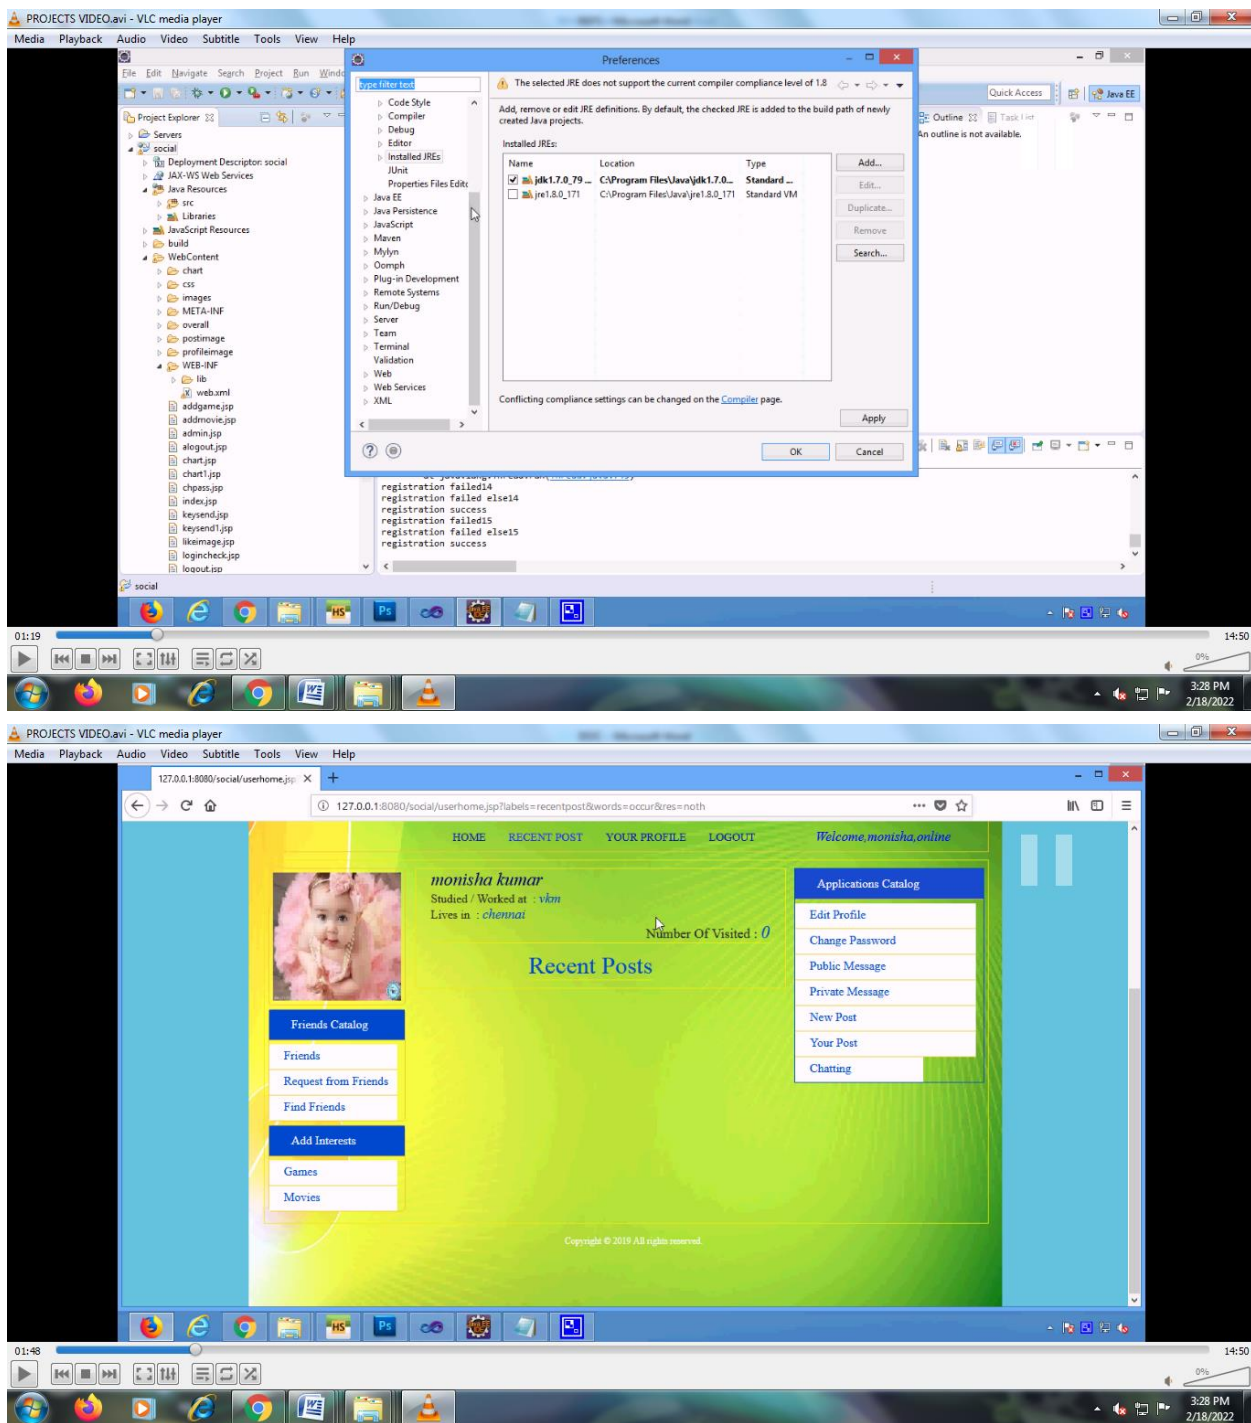 PROJECTS VIDEO.avi - VLC media player
Media Playback Audio Video Subtitle Tools View Help
Preferences
File Edit Navigate Search Project Run
type filter text
The selected JRE does not support the current compiler compliance level of 1.8
Quick Access
Java EE
Project Explorer
Servers
social
Deployment Descriptor: social
JAX-WS Web Services
Java Resources
src
Libraries
JavaScript Resources
build
WebContent
chart
css
images
META-INF
overall
postimage
profileimage
WEB-INF
lib
web.xml
addgame.jsp
addmovie.jsp
admin.jsp
alogout.jsp
chart.jsp
chart1.jsp
chpass.jsp
index.jsp
keysend.jsp
keysend1.jsp
likeimage.jsp
logincheck.jsp
logout.jsp
social
Code Style
Compiler
Debug
Editor
Installed JREs
JUnit
Properties Files Edito
Java EE
Java Persistence
JavaScript
Maven
Mylyn
Oomph
Plug-in Development
Remote Systems
Run/Debug
Server
Team
Terminal
Validation
Web
Web Services
XML
Add, remove or edit JRE definitions. By default, the checked JRE is added to the build path of newly
created Java projects.
Installed JREs:
Name Location Type
jdk1.7.0_79 ... C:\Program Files\Java\jdk1.7.0... Standard ...
jre1.8.0_171 C:\Program Files\Java\jre1.8.0_171 Standard VM
Add...
Edit...
Duplicate...
Remove
Search...
Conflicting compliance settings can be changed on the Compiler page.
Apply
OK Cancel
Outline Task List
An outline is not available.
registration failed14
registration failed else14
registration success
registration failed15
registration failed else15
registration success
HS Ps
01:19 14:50
0%
3:28 PM
2/18/2022
PROJECTS VIDEO.avi - VLC media player
Media Playback Audio Video Subtitle Tools View Help
127.0.0.1:8080/social/userhome.jsp
127.0.0.1:8080/social/userhome.jsp?labels=recentpost&words=occur&res=noth
HOME RECENT POST YOUR PROFILE LOGOUT Welcome,monisha,online
monisha kumar
Studied / Worked at : vkm
Lives in : chennai
Number Of Visited : 0
Recent Posts
Friends Catalog
Friends
Request from Friends
Find Friends
Add Interests
Games
Movies
Applications Catalog
Edit Profile
Change Password
Public Message
Private Message
New Post
Your Post
Chatting
Copyright © 2019 All rights reserved.
HS Ps
01:48 14:50
0%
3:28 PM
2/18/2022